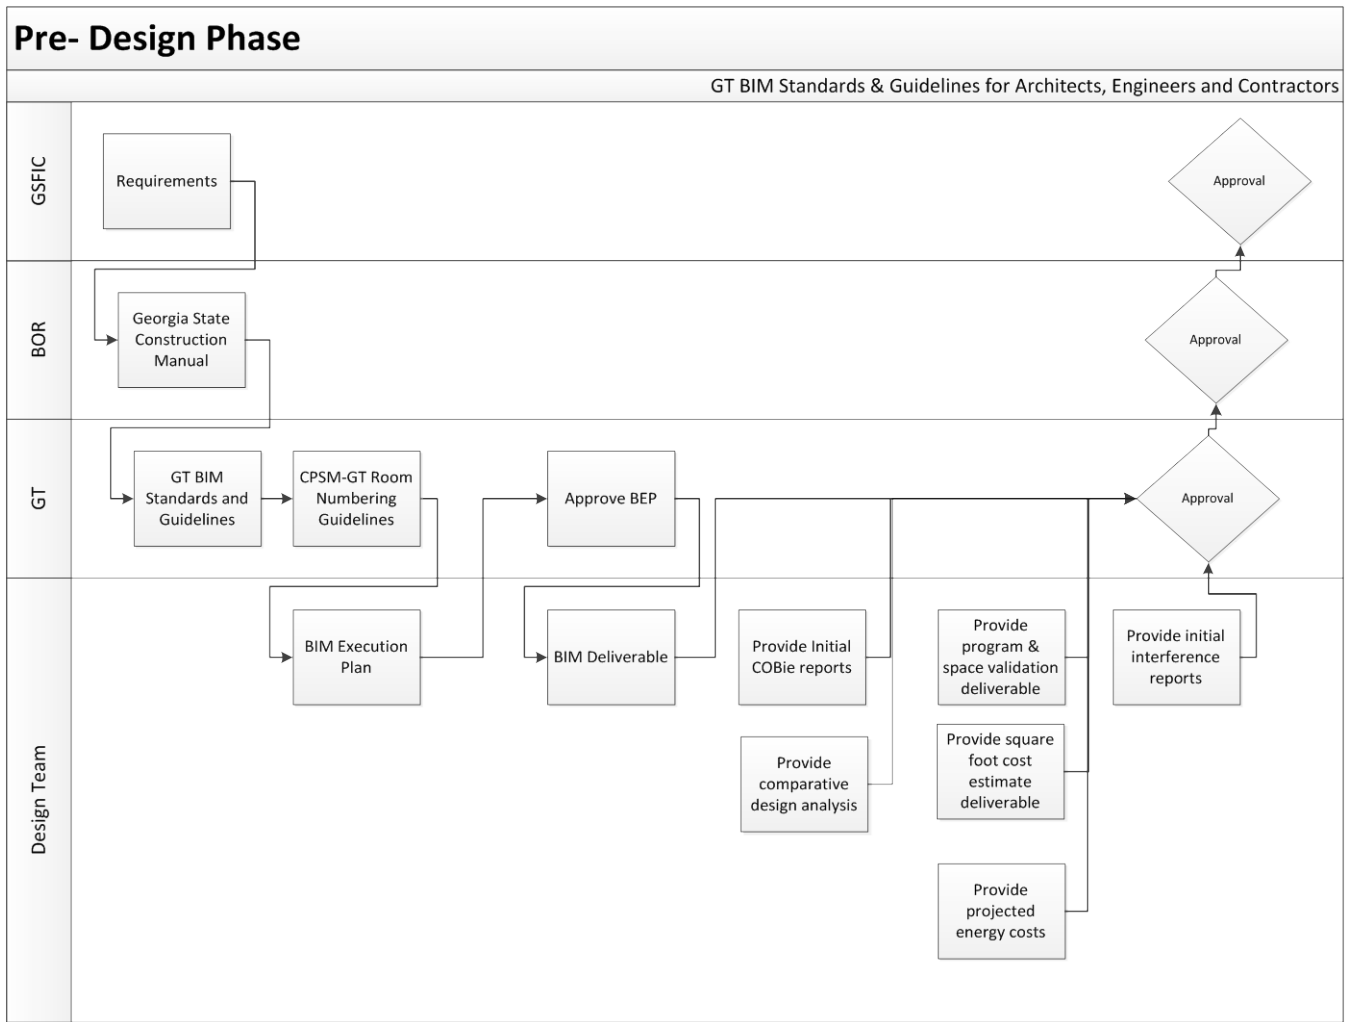 Pre- Design Phase
GT BIM Standards & Guidelines for Architects, Engineers and Contractors
GSFIC
Requirements
Approval
BOR
Georgia State
Construction
Manual
Approval
GT
GT BIM
Standards and
Guidelines
CPSM-GT Room
Numbering
Guidelines
Approve BEP
Approval
Design Team
BIM Execution
Plan
BIM Deliverable
Provide Initial
COBie reports
Provide
program &
space validation
deliverable
Provide initial
interference
reports
Provide
comparative
design analysis
Provide square
foot cost
estimate
deliverable
Provide
projected
energy costs